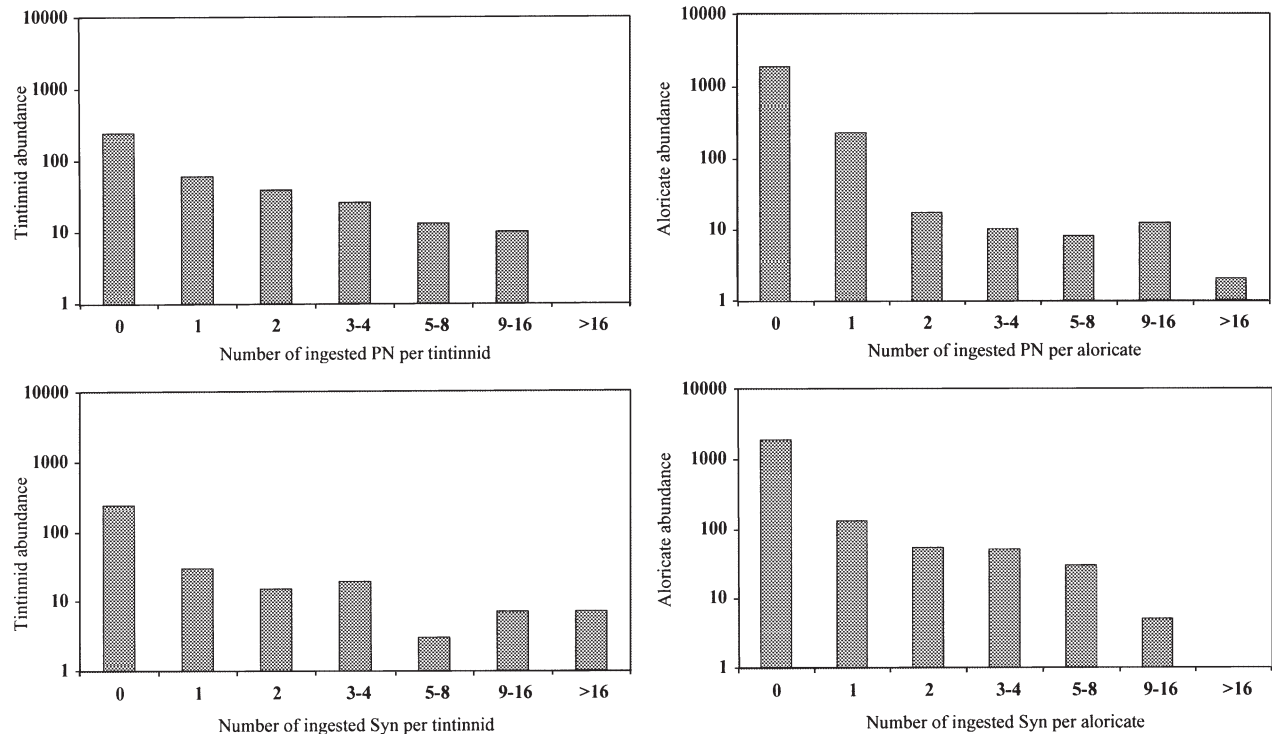 10000
1000
100
10
1
Tintinnid abundance
0 1 2 3-4 5-8 9-16 >16
Number of ingested PN per tintinnid
10000
1000
100
10
1
Aloricate abundance
0 1 2 3-4 5-8 9-16 >16
Number of ingested PN per aloricate
10000
1000
100
10
1
Tintinnid abundance
0 1 2 3-4 5-8 9-16 >16
Number of ingested Syn per tintinnid
10000
1000
100
10
1
Aloricate abundance
0 1 2 3-4 5-8 9-16 >16
Number of ingested Syn per aloricate